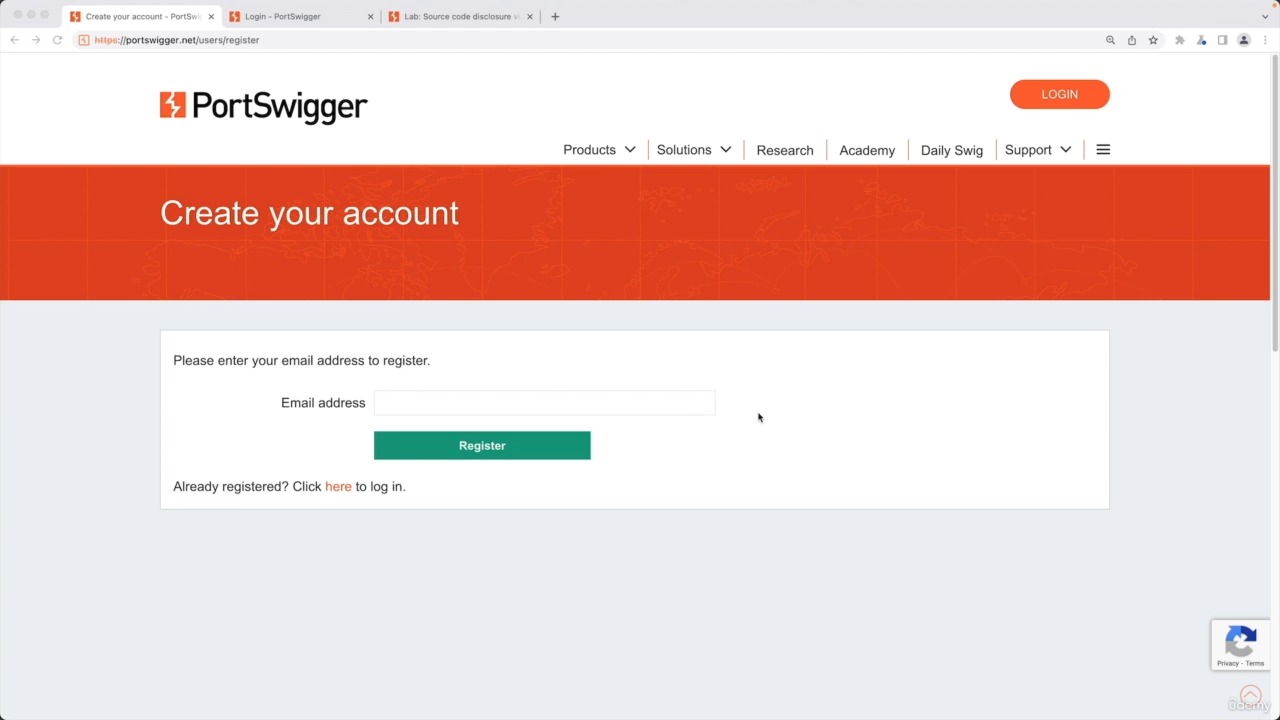 Create your account - PortSwi
Login - PortSwigger
Lab: Source code disclosure v
https://portswigger.net/users/register
PortSwigger
LOGIN
Products
Solutions
Research
Academy
Daily Swig
Support
Create your account
Please enter your email address to register.
Email address
Register
Already registered? Click here to log in.
Privacy - Terms
ûdemy